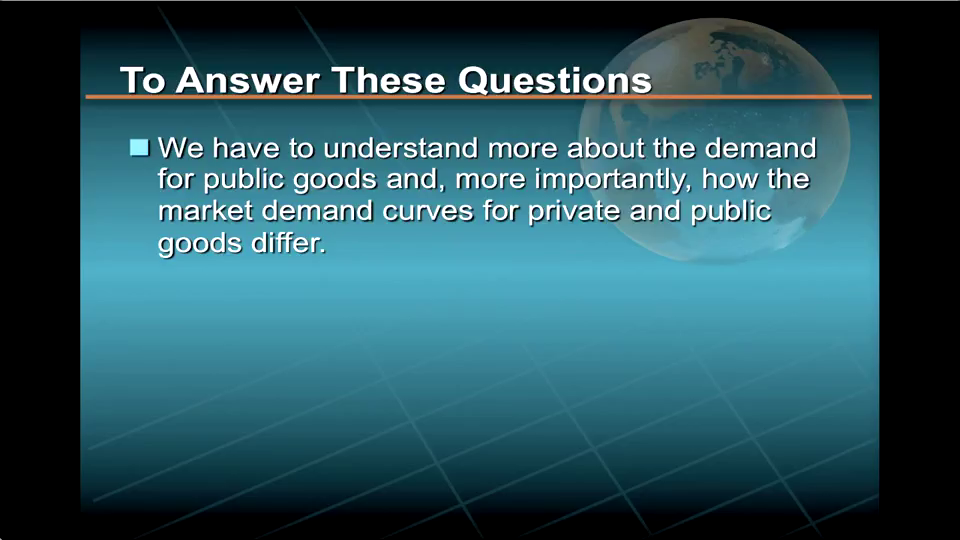 To Answer These Questions
We have to understand more about the demand
for public goods and, more importantly, how the
market demand curves for private and public
goods differ.